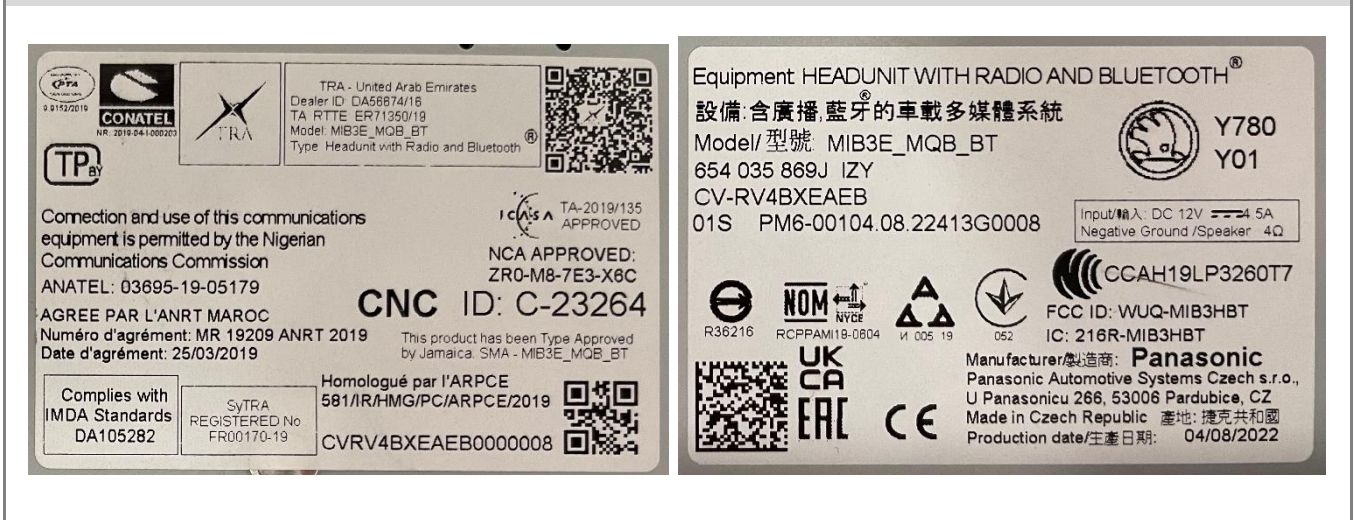 PTA
9.9152/2019
CONATEL
NR: 2019-04-I-000203
TRA
TRA - United Arab Emirates
Dealer ID: DA56674/16
TA RTTE ER71350/19
Model: MIB3E_MQB_BT
Type Headunit with Radio and Bluetooth ®
TP BY
Connection and use of this communications
equipment is permitted by the Nigerian
Communications Commission
ICASA TA-2019/135
APPROVED
NCA APPROVED:
ZR0-M8-7E3-X6C
ANATEL: 03695-19-05179
CNC ID: C-23264
AGREE PAR L'ANRT MAROC
Numéro d'agrément: MR 19209 ANRT 2019
Date d'agrément: 25/03/2019
This product has been Type Approved
by Jamaica. SMA - MIB3E_MQB_BT
Complies with
IMDA Standards
DA105282
SyTRA
REGISTERED No
FR00170-19
Homologué par l'ARPCE
581/IR/HMG/PC/ARPCE/2019
CVRV4BXEAEB0000008
Equipment HEADUNIT WITH RADIO AND BLUETOOTH®
設備:含廣播,藍牙®的車載多媒體系統
Model/型號: MIB3E_MQB_BT
654 035 869J IZY
CV-RV4BXEAEB
01S PM6-00104.08.22413G0008
Y780
Y01
Input/輸入: DC 12V 4.5A
Negative Ground /Speaker 4Ω
CCAH19LP3260T7
R36216
NOM NYCE
RCPPAMI19-0804
И 005 19
052
FCC ID: WUQ-MIB3HBT
IC: 216R-MIB3HBT
UK
CA
EAC
CE
Manufacturer/製造商: Panasonic
Panasonic Automotive Systems Czech s.r.o.,
U Panasonicu 266, 53006 Pardubice, CZ
Made in Czech Republic 產地: 捷克共和國
Production date/生產日期: 04/08/2022